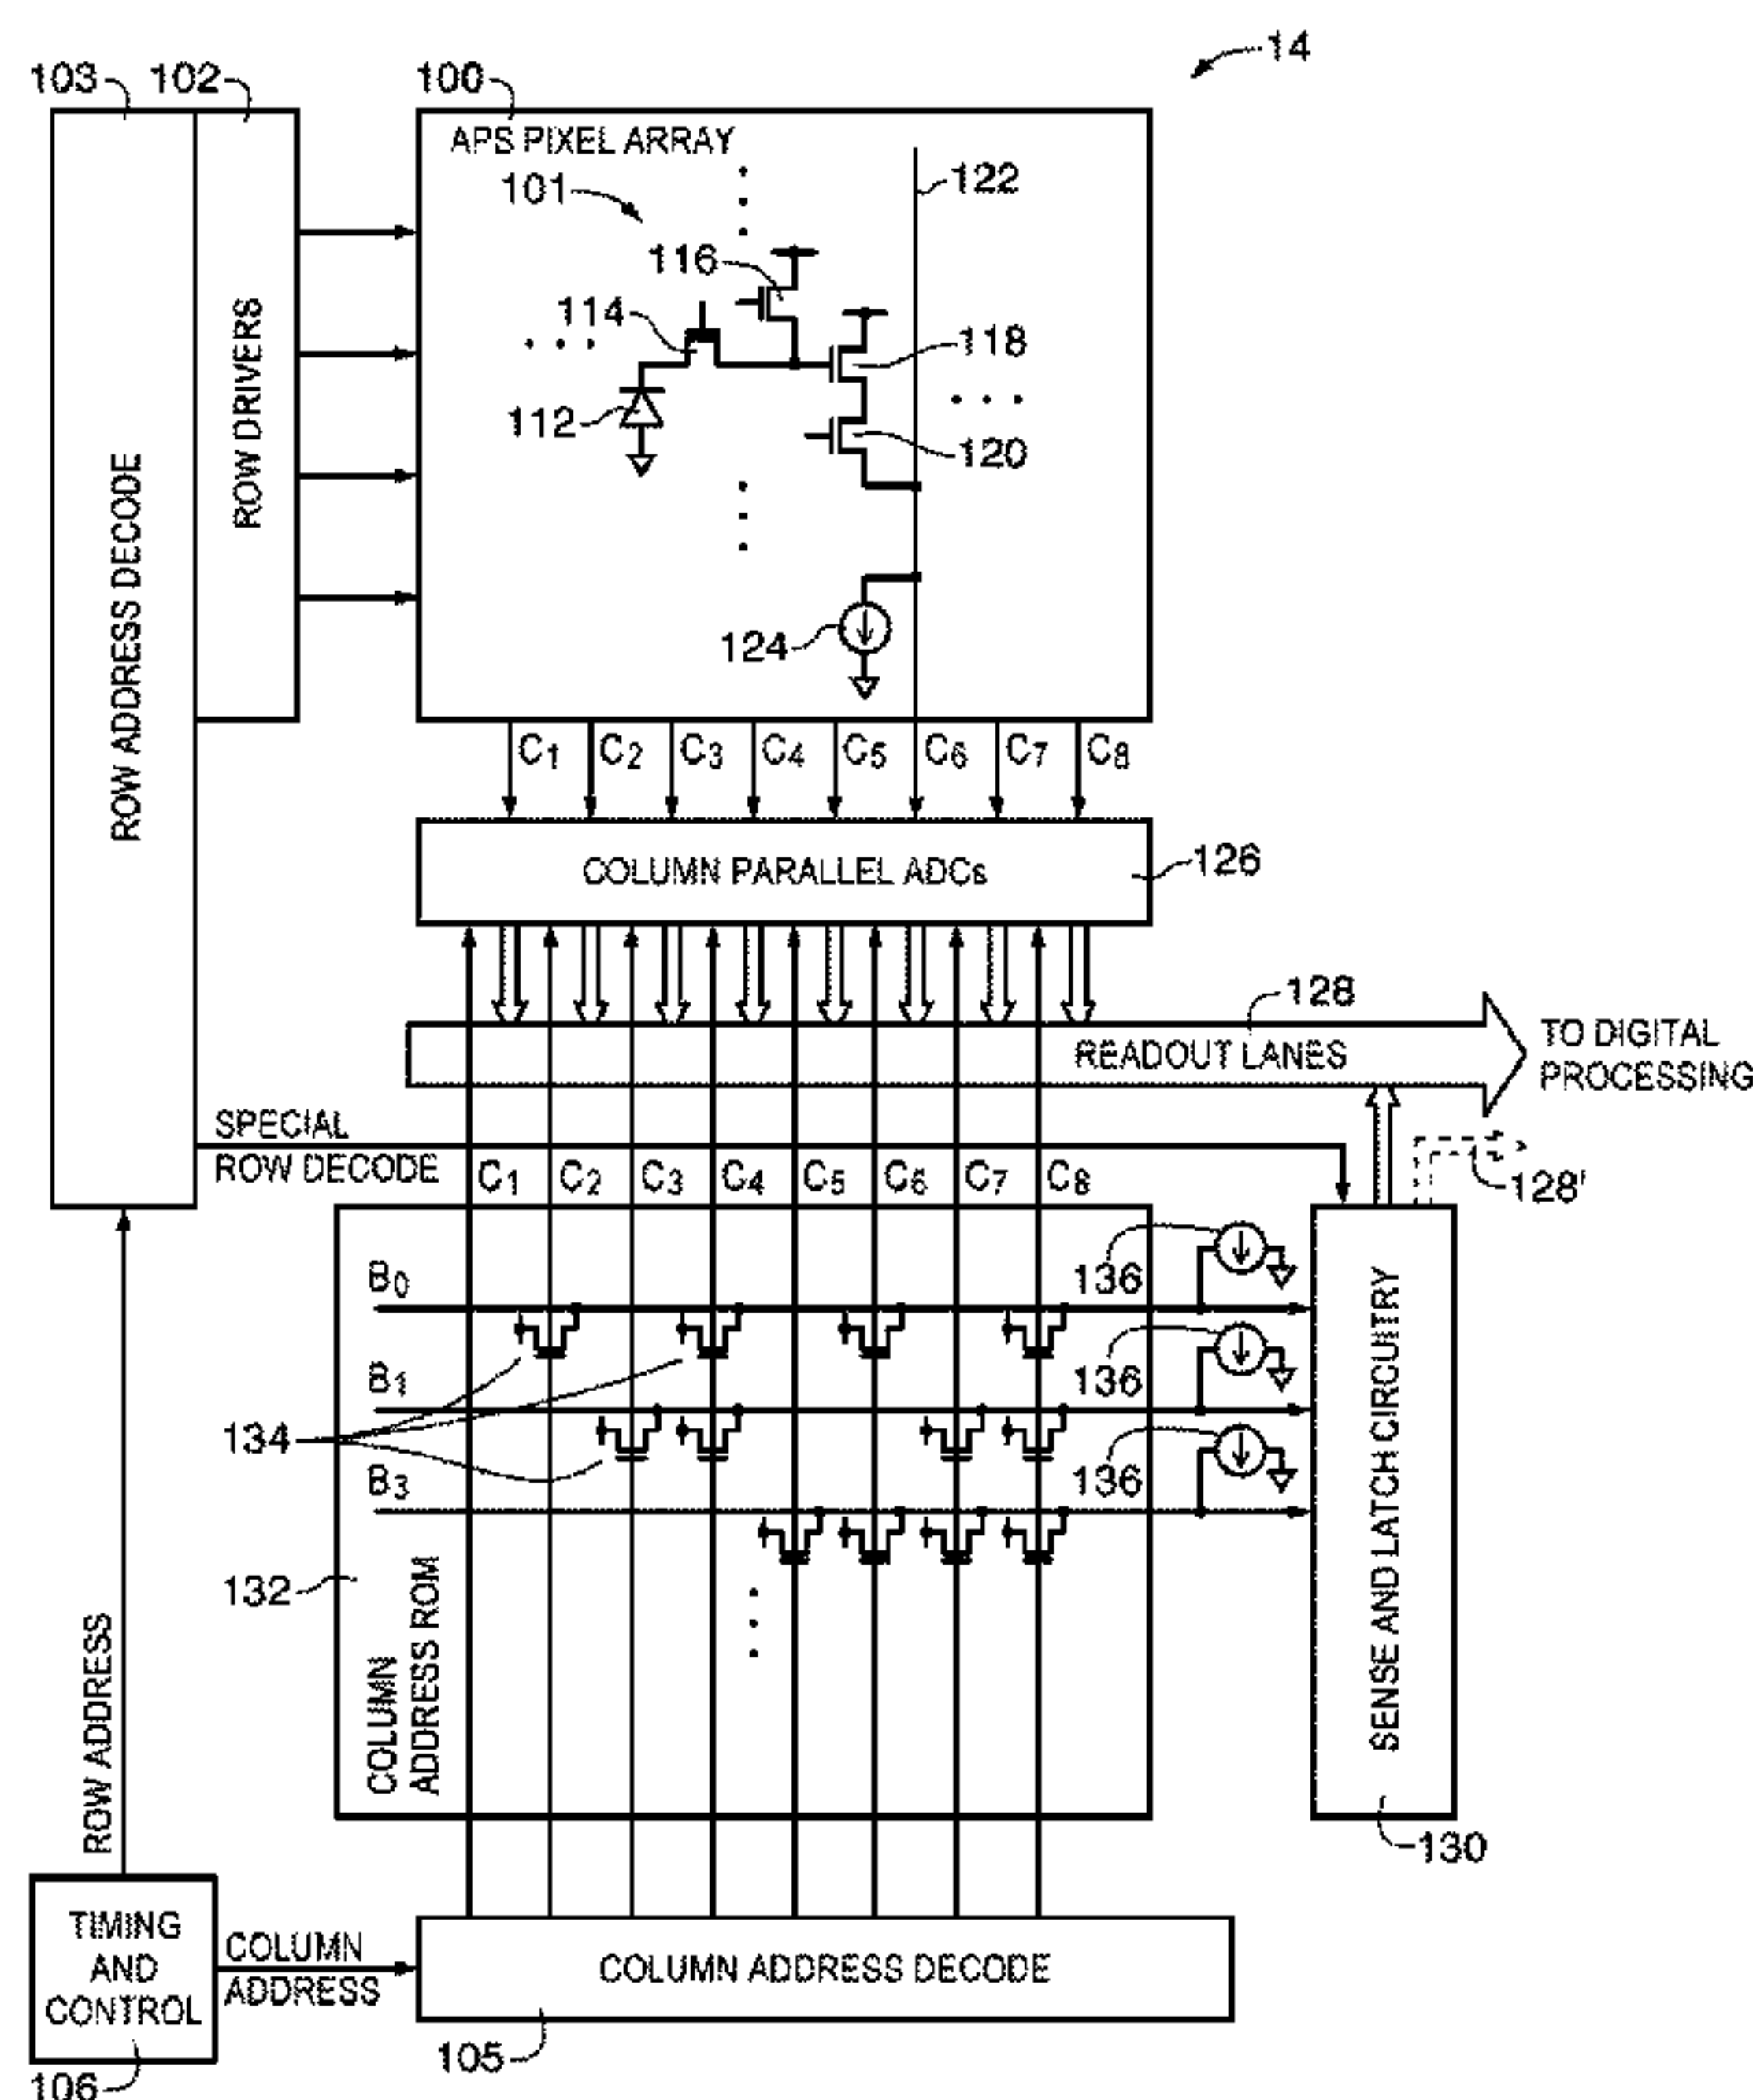 14
103
102
100
APS PIXEL ARRAY
101
122
116
114
118
112
120
124
ROW ADDRESS DECODE
ROW DRIVERS
C1 C2 C3 C4 C5 C6 C7 C8
COLUMN PARALLEL ADCs
126
128
READOUT LANES
TO DIGITAL
PROCESSING
SPECIAL
ROW DECODE
C1 C2 C3 C4 C5 C6 C7 C8
128'
B0
136
B1
136
134
B3
136
132
COLUMN
ADDRESS ROM
SENSE AND LATCH CIRCUITRY
130
ROW ADDRESS
TIMING
AND
CONTROL
COLUMN
ADDRESS
COLUMN ADDRESS DECODE
105
106